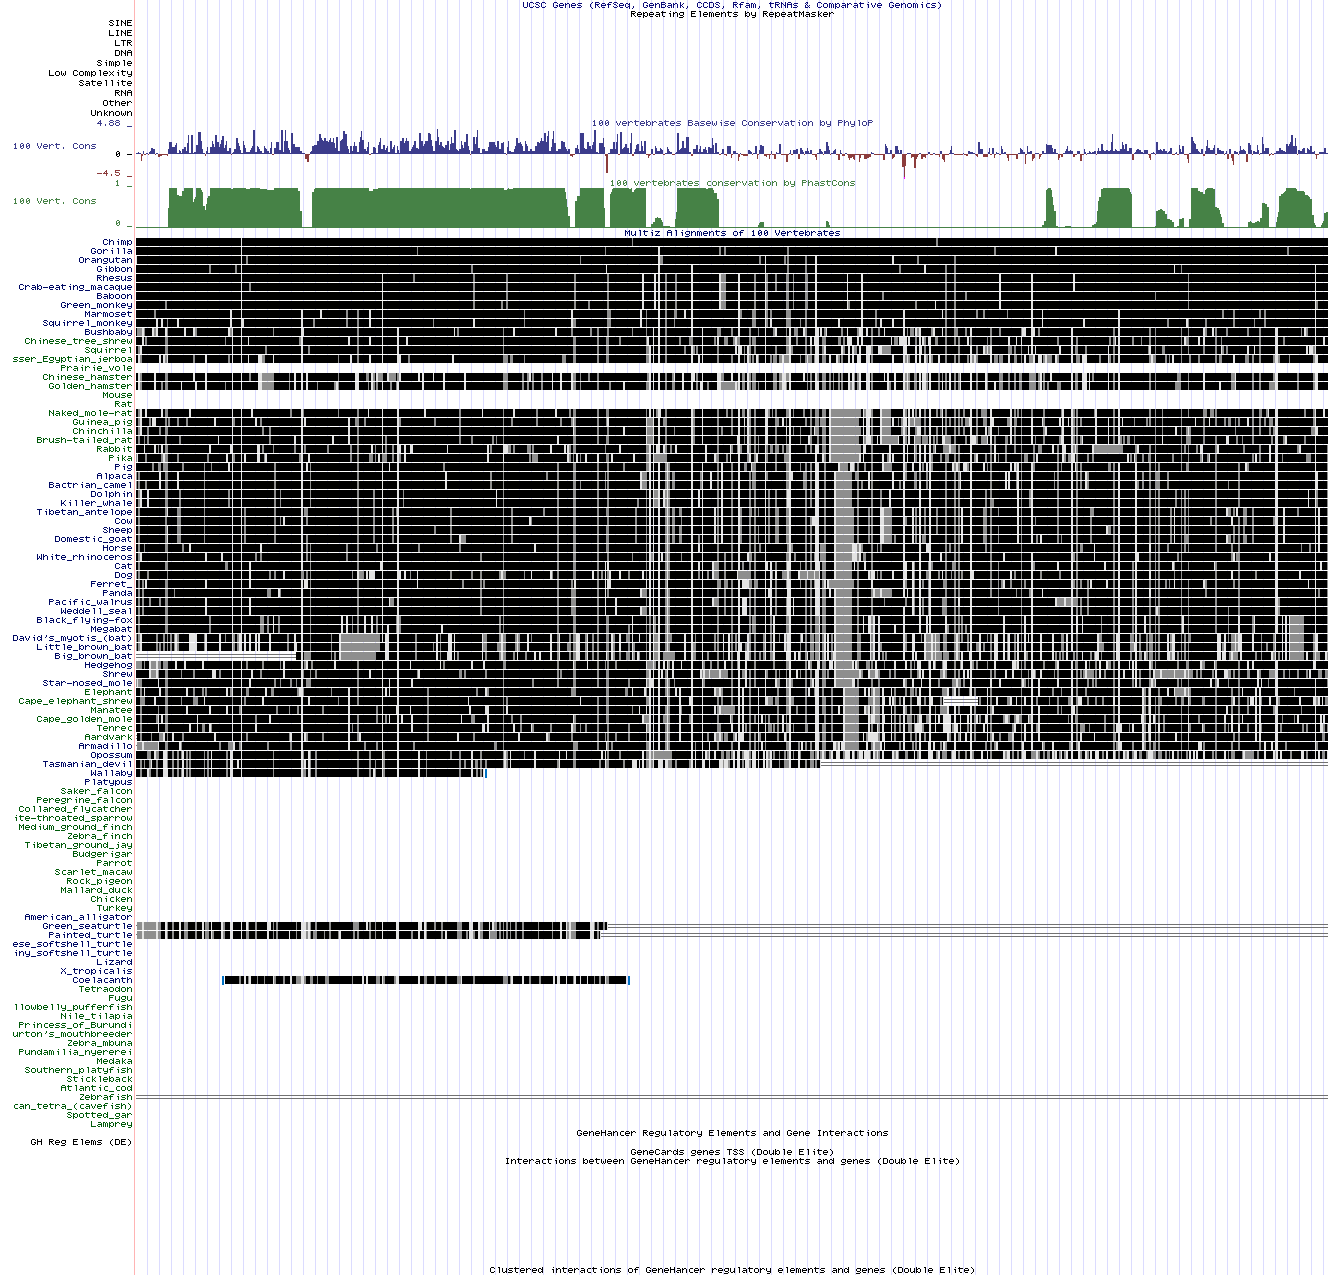 UCSC Genes (RefSeq, GenBank, CCDS, Rfam, tRNAs & Comparative Genomics)
Repeating Elements by RepeatMasker
SINE
LINE
LTR
DNA
Simple
Low Complexity
Satellite
RNA
Other
Unknown
4.88 _
100 vertebrates Basewise Conservation by PhyloP
100 Vert. Cons
0 -
-4.5 _
1 _
100 vertebrates conservation by PhastCons
100 Vert. Cons
0 _
Multiz Alignments of 100 Vertebrates
Chimp
Gorilla
Orangutan
Gibbon
Rhesus
Crab-eating_macaque
Baboon
Green_monkey
Marmoset
Squirrel_monkey
Bushbaby
Chinese_tree_shrew
Squirrel
sser_Egyptian_jerboa
Prairie_vole
Chinese_hamster
Golden_hamster
Mouse
Rat
Naked_mole-rat
Guinea_pig
Chinchilla
Brush-tailed_rat
Rabbit
Pika
Pig
Alpaca
Bactrian_camel
Dolphin
Killer_whale
Tibetan_antelope
Cow
Sheep
Domestic_goat
Horse
White_rhinoceros
Cat
Dog
Ferret_
Panda
Pacific_walrus
Weddell_seal
Black_flying-fox
Megabat
David's_myotis_(bat)
Little_brown_bat
Big_brown_bat
Hedgehog
Shrew
Star-nosed_mole
Elephant
Cape_elephant_shrew
Manatee
Cape_golden_mole
Tenrec
Aardvark
Armadillo
Opossum
Tasmanian_devil
Wallaby
Platypus
Saker_falcon
Peregrine_falcon
Collared_flycatcher
ite-throated_sparrow
Medium_ground_finch
Zebra_finch
Tibetan_ground_jay
Budgerigar
Parrot
Scarlet_macaw
Rock_pigeon
Mallard_duck
Chicken
Turkey
American_alligator
Green_seaturtle
Painted_turtle
ese_softshell_turtle
iny_softshell_turtle
Lizard
X_tropicalis
Coelacanth
Tetraodon
Fugu
llowbelly_pufferfish
Nile_tilapia
Princess_of_Burundi
urton's_mouthbreeder
Zebra_mbuna
Pundamilia_nyererei
Medaka
Southern_platyfish
Stickleback
Atlantic_cod
Zebrafish
can_tetra_(cavefish)
Spotted_gar
Lamprey
GeneHancer Regulatory Elements and Gene Interactions
GH Reg Elems (DE)
GeneCards genes TSS (Double Elite)
Interactions between GeneHancer regulatory elements and genes (Double Elite)
Clustered interactions of GeneHancer regulatory elements and genes (Double Elite)